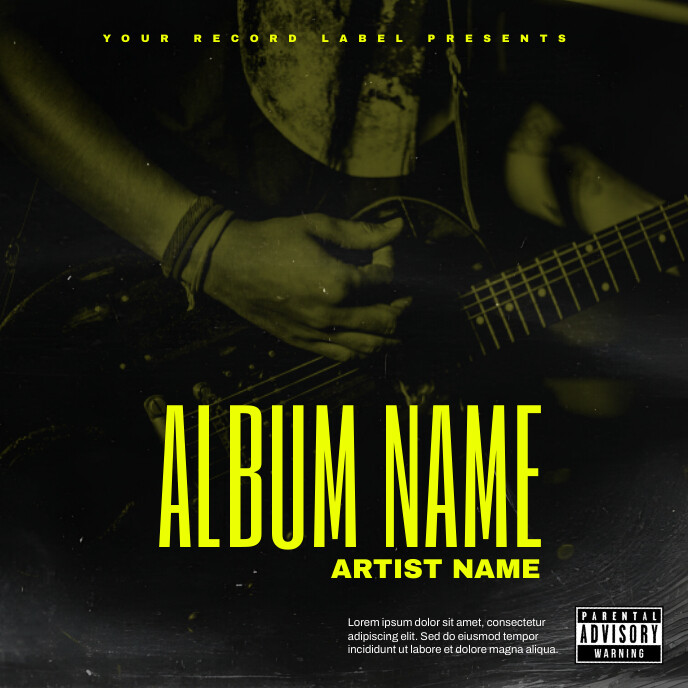 YOUR RECORD LABEL PRESENTS
ALBUM NAME
ARTIST NAME
Lorem ipsum dolor sit amet, consectetur
adipiscing elit. Sed do eiusmod tempor
incididunt ut labore et dolore magna aliqua.
PARENTAL
ADVISORY
WARNING